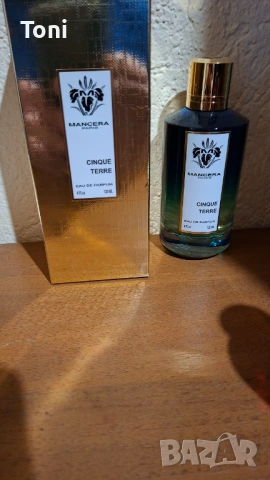 Toni
MANCERA
PARIS
CINQUE
TERRE
EAU DE PARFUM
MANCERA
PARIS
CINQUE
TERRE
EAU DE PARFUM
BAZAR